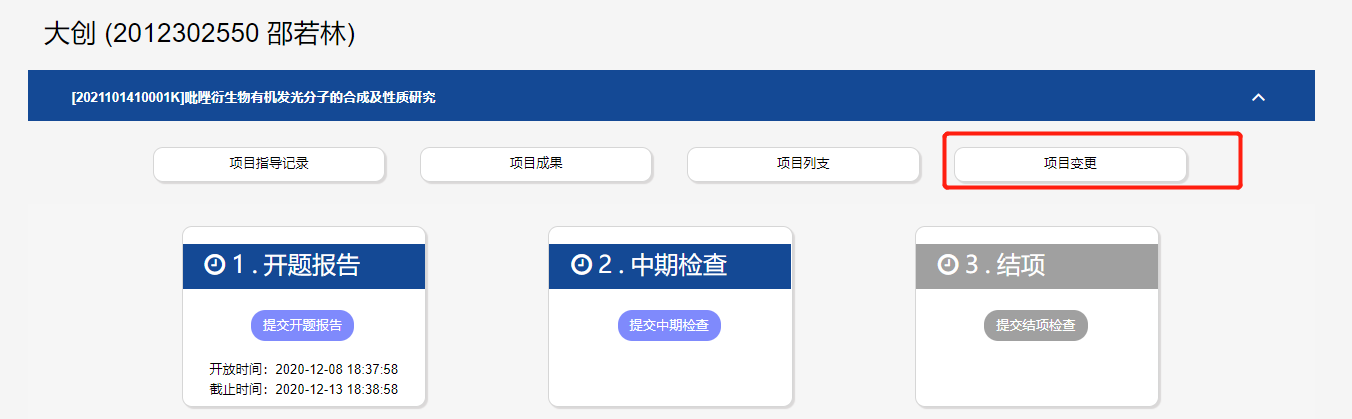 大创 (2012302550 邵若林)
[2021101410001K]吡唑衍生物有机发光分子的合成及性质研究
项目指导记录
项目成果
项目列支
项目变更
1 . 开题报告
2 . 中期检查
3 . 结项
提交开题报告
提交中期检查
提交结项检查
开放时间：2020-12-08 18:37:58
截止时间：2020-12-13 18:38:58